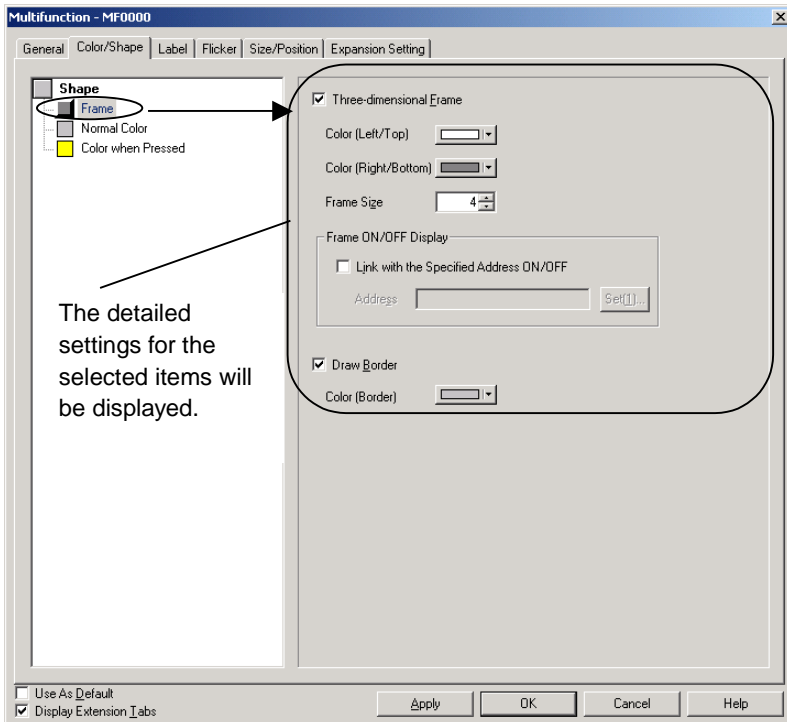 Multifunction - MF0000
General Color/Shape Label Flicker Size/Position Expansion Setting
Shape
Frame
Normal Color
Color when Pressed
Three-dimensional Frame
Color (Left/Top)
Color (Right/Bottom)
Frame Size 4
Frame ON/OFF Display
Link with the Specified Address ON/OFF
Address Set(1)...
Draw Border
Color (Border)
The detailed
settings for the
selected items will
be displayed.
Use As Default
Display Extension Tabs
Apply OK Cancel Help